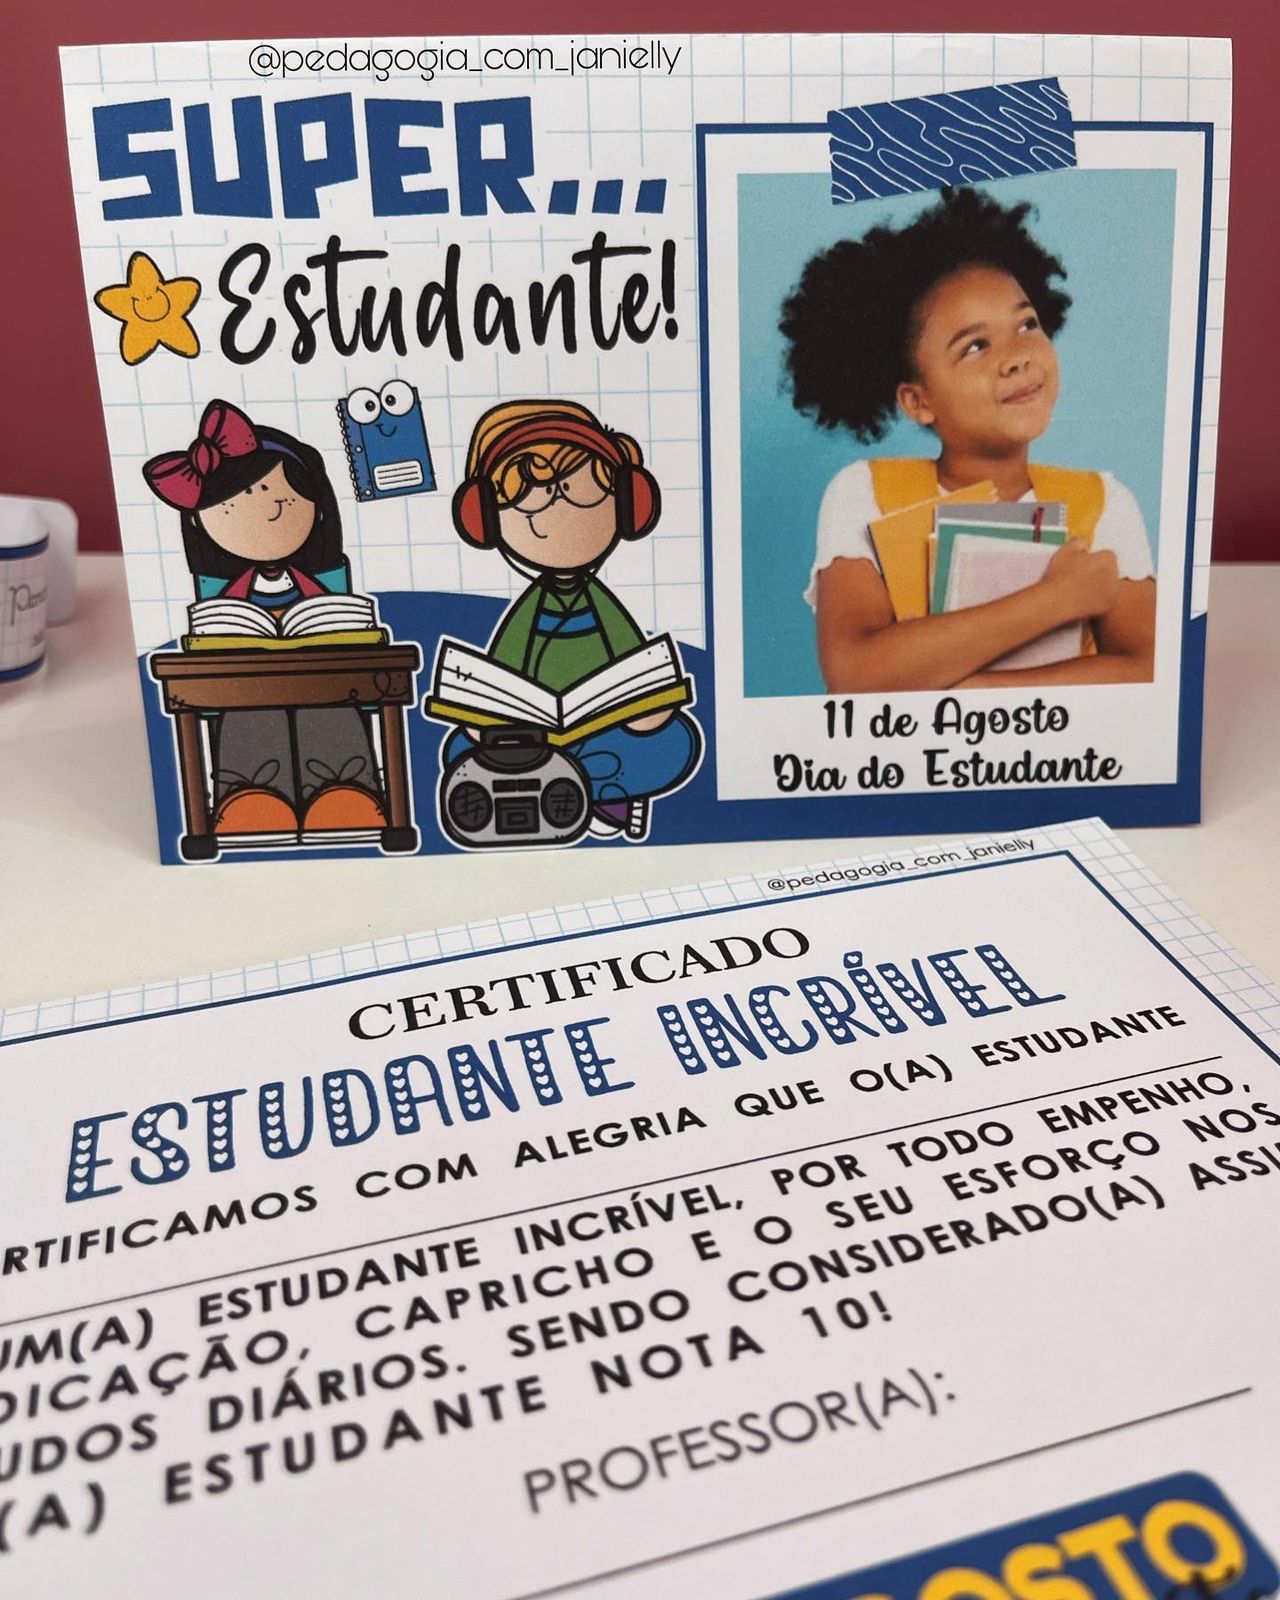 @pedagogia_com_janielly
SUPER...
Estudante!
11 de Agosto
Dia do Estudante
@pedagogia_com_janielly
CERTIFICADO
ESTUDANTE INCRÍVEL
RTIFICAMOS COM ALEGRIA QUE O(A) ESTUDANTE
UM(A) ESTUDANTE INCRÍVEL, POR TODO EMPENHO,
DICAÇÃO, CAPRICHO E O SEU ESFORÇO NOS
UDOS DIÁRIOS. SENDO CONSIDERADO(A) ASSI
(A) ESTUDANTE NOTA 10!
PROFESSOR(A):
OSTO